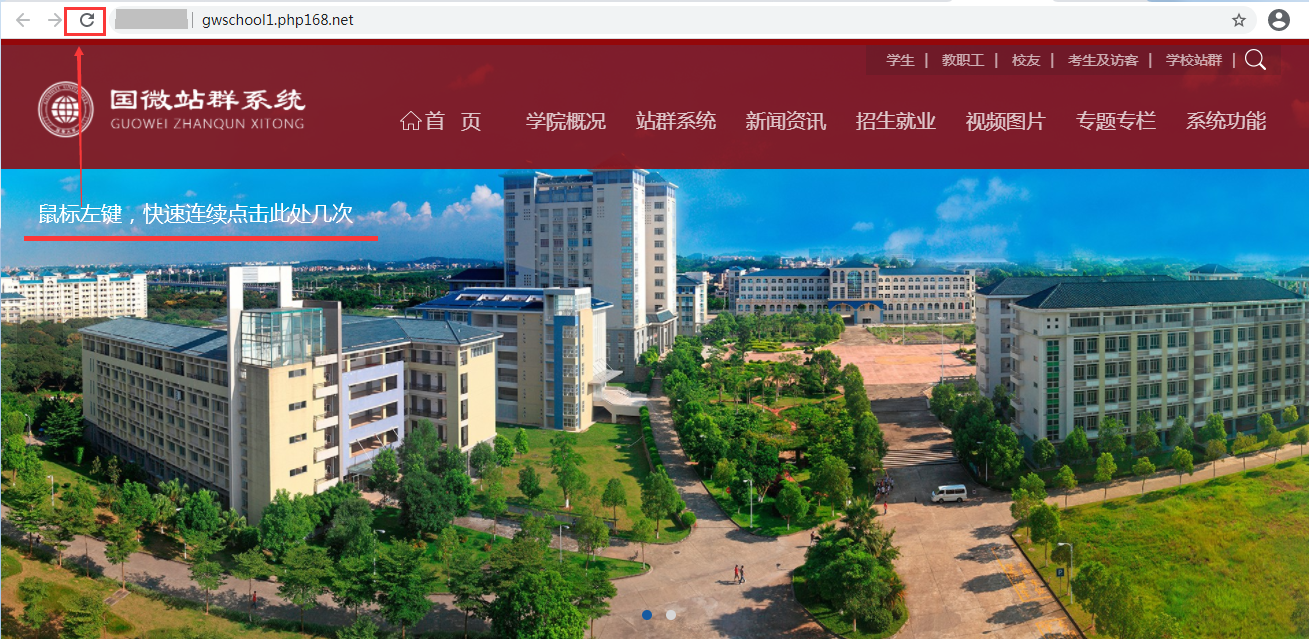 gwschool1.php168.net
学生 | 教职工 | 校友 | 考生及访客 | 学校站群 |
国微站群系统
GUOWEI ZHANQUN XITONG
首 页 学院概况 站群系统 新闻资讯 招生就业 视频图片 专题专栏 系统功能
鼠标左键，快速连续点击此处几次